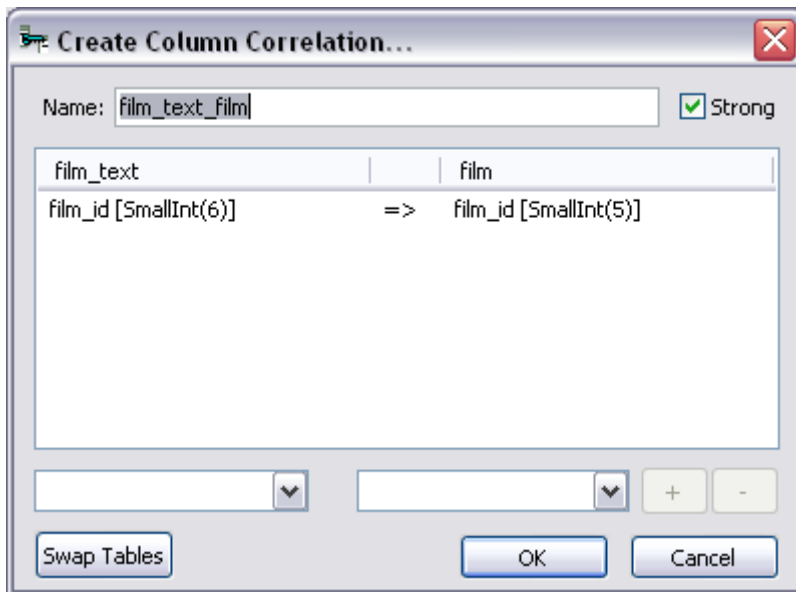 Create Column Correlation...
Name: film_text_film Strong
film_text film
film_id [SmallInt(6)] => film_id [SmallInt(5)]
+ -
Swap Tables OK Cancel